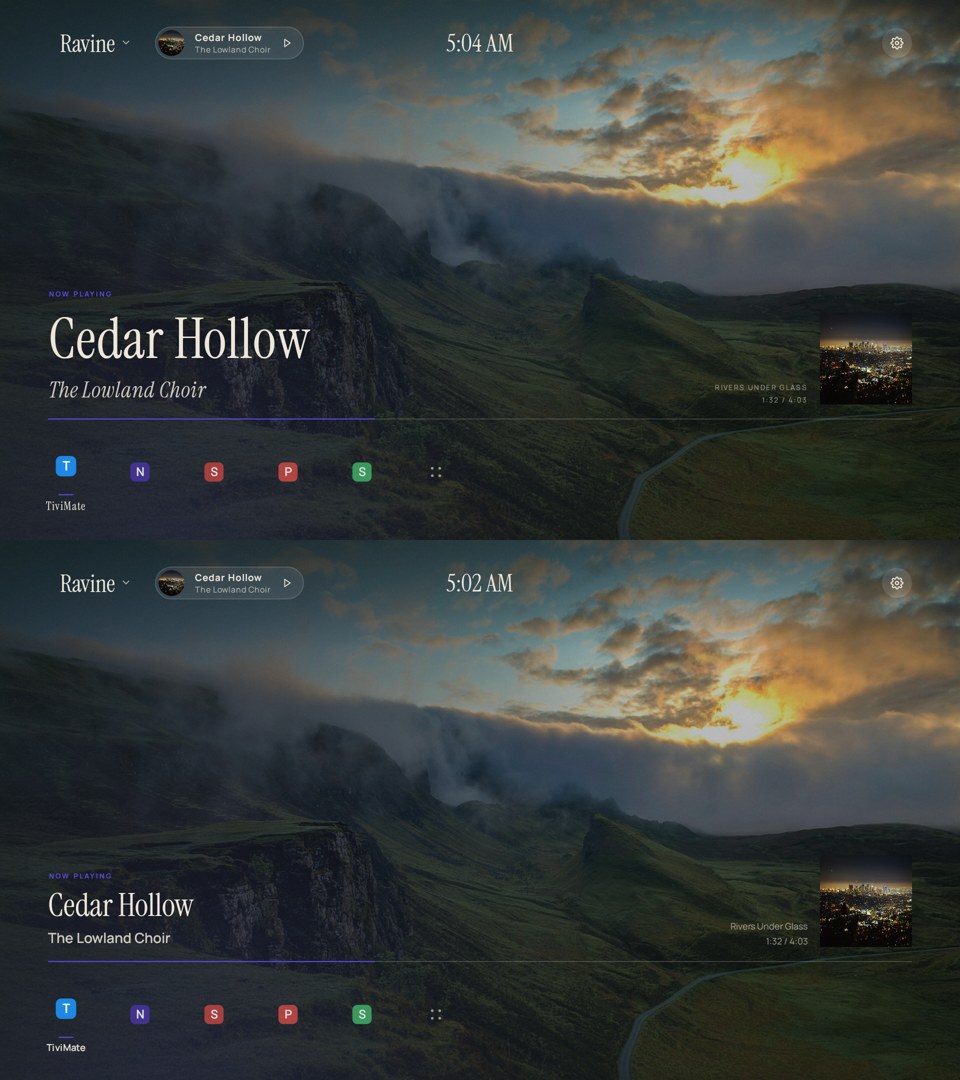 Ravine
Cedar Hollow
The Lowland Choir
5:04 AM
NOW PLAYING
Cedar Hollow
The Lowland Choir
RIVERS UNDER GLASS
1:32 / 4:03
T N S P S
TiviMate
Ravine
Cedar Hollow
The Lowland Choir
5:02 AM
NOW PLAYING
Cedar Hollow
The Lowland Choir
Rivers Under Glass
1:32 / 4:03
T N S P S
TiviMate